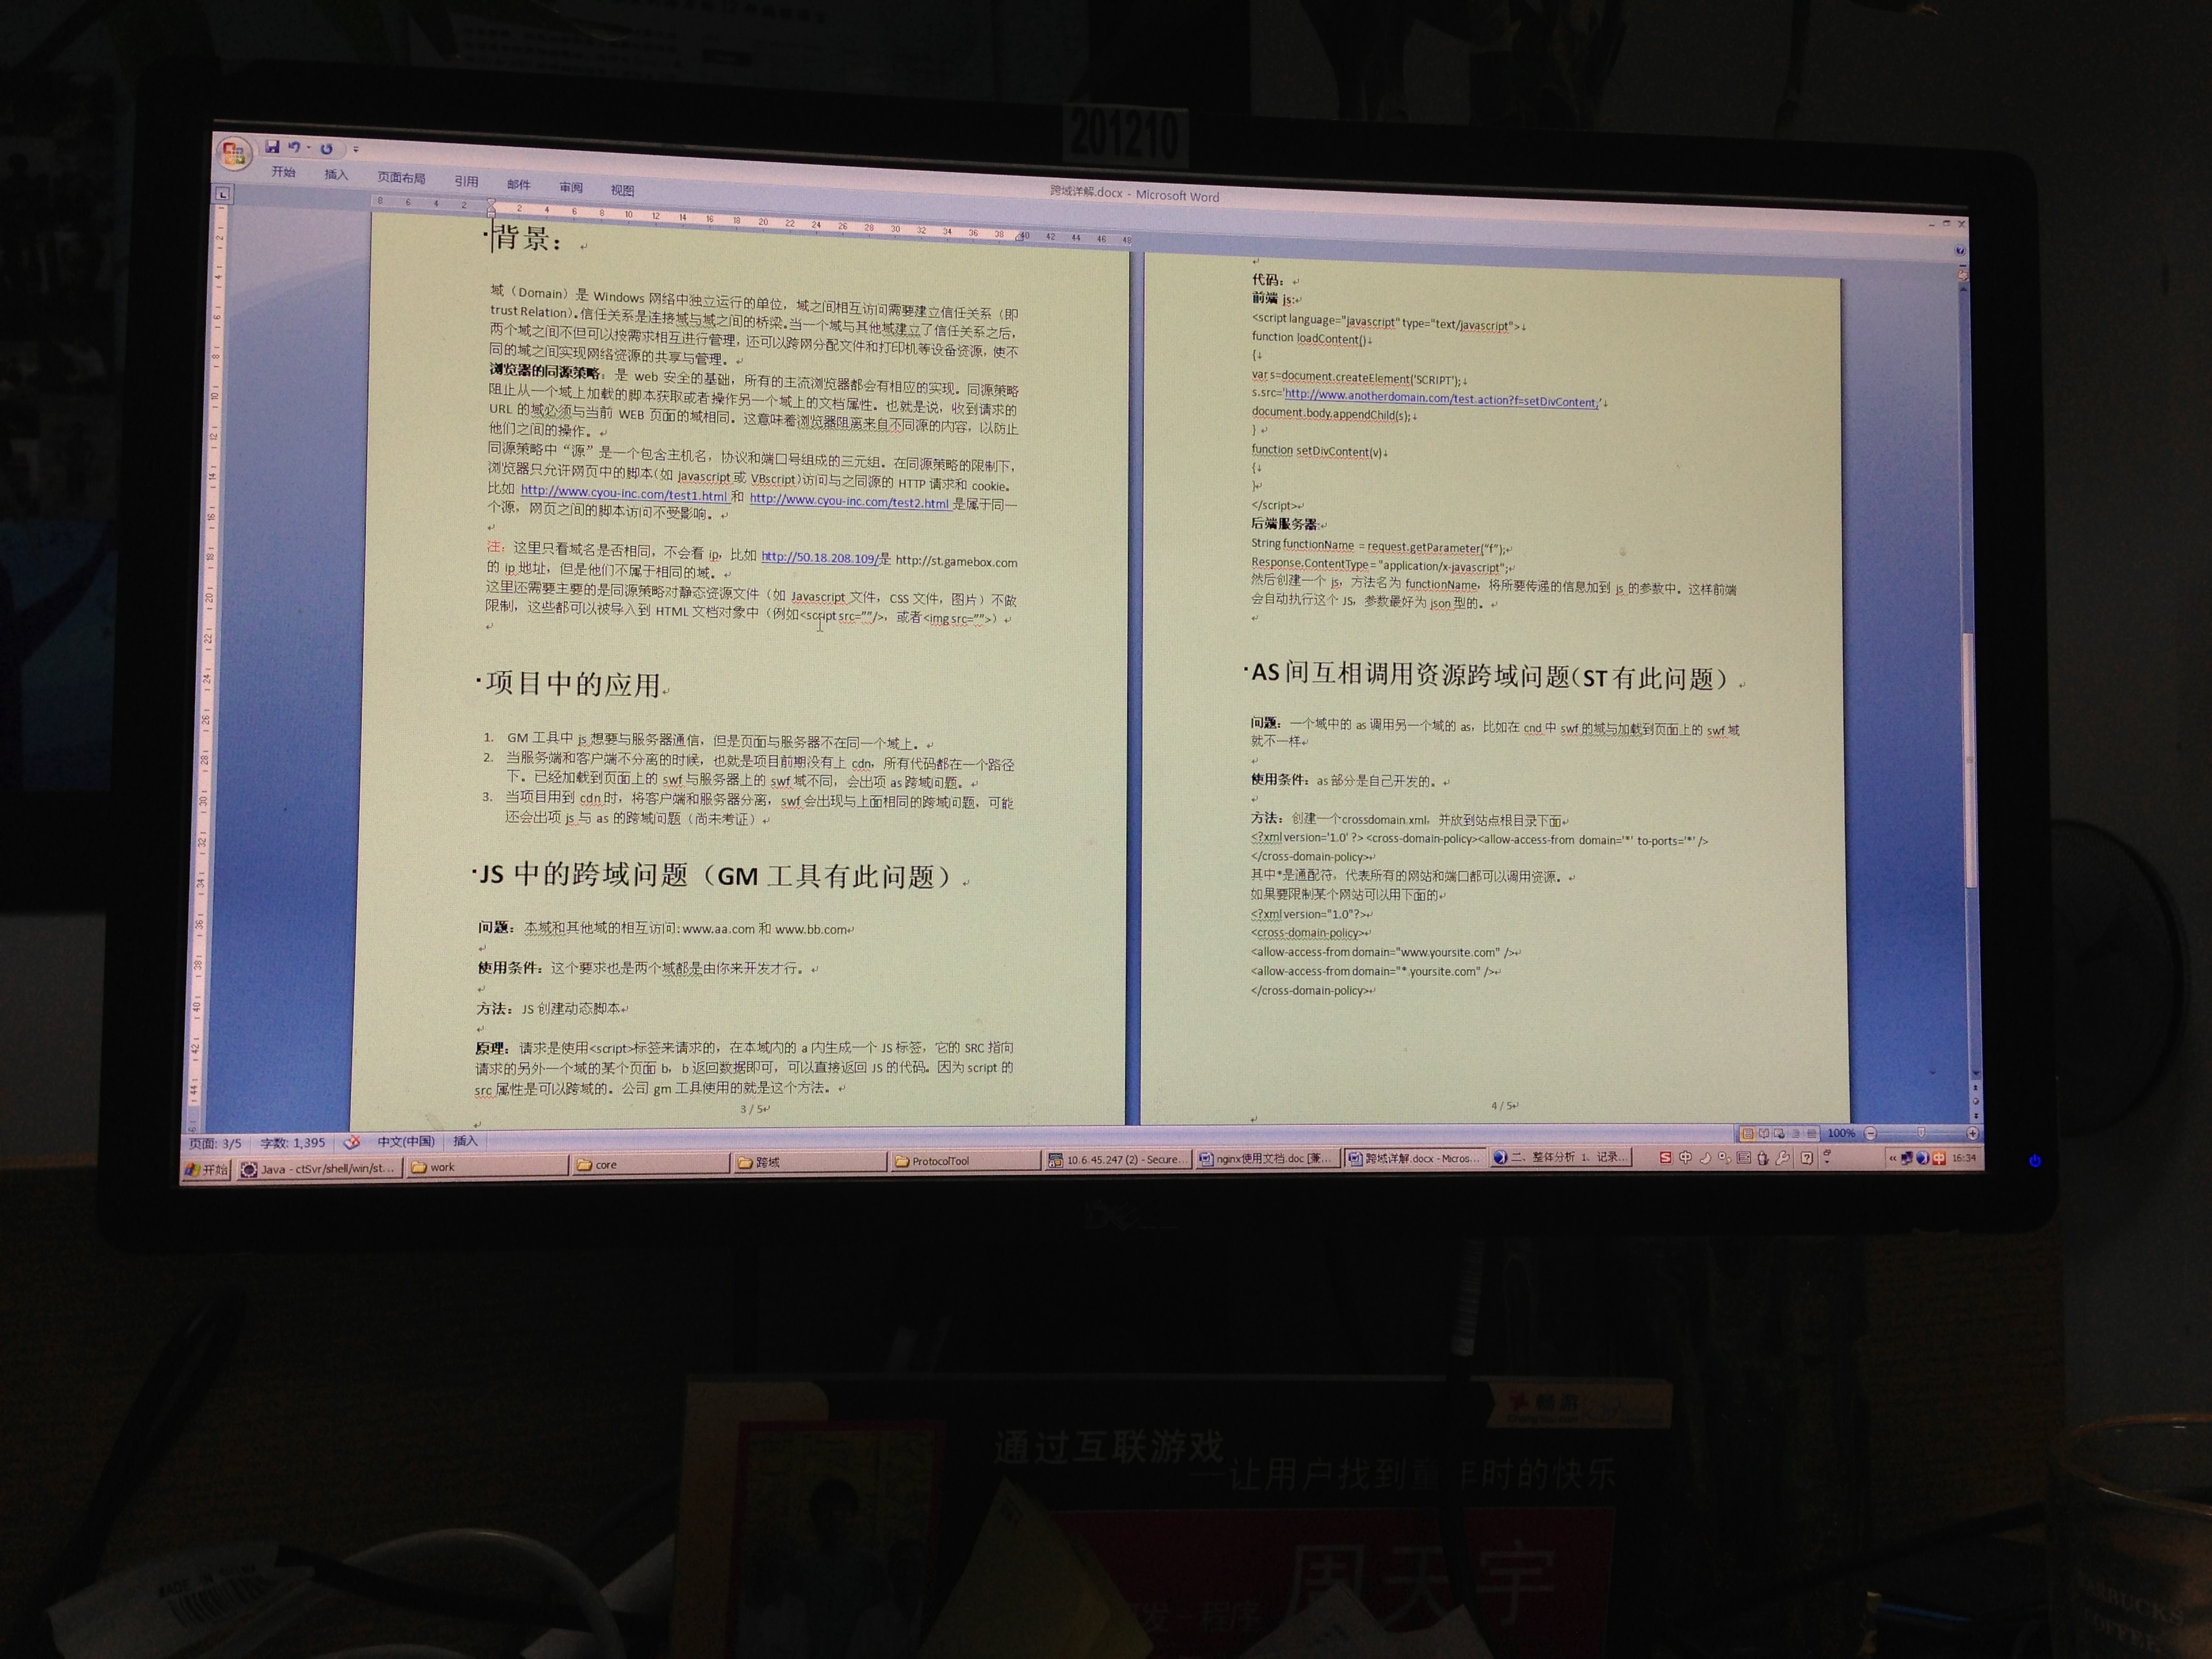 201210
跨域详解.docx - Microsoft Word
开始 插入 页面布局 引用 邮件 审阅 视图
背景：
域（Domain）是 Windows 网络中独立运行的单位，域之间相互访问需要建立信任关系（即
trust Relation）。信任关系是连接域与域之间的桥梁。当一个域与其他域建立了信任关系之后，
两个域之间不但可以按需求相互进行管理，还可以跨网分配文件和打印机等设备资源，使不
同的域之间实现网络资源的共享与管理。
浏览器的同源策略：是 web 安全的基础，所有的主流浏览器都会有相应的实现。同源策略
阻止从一个域上加载的脚本获取或者操作另一个域上的文档属性。也就是说，收到请求的
URL 的域必须与当前 WEB 页面的域相同。这意味着浏览器阻离来自不同源的内容，以防止
他们之间的操作。
同源策略中“源”是一个包含主机名，协议和端口号组成的三元组。在同源策略的限制下，
浏览器只允许网页中的脚本(如 javascript 或 VBscript)访问与之同源的 HTTP 请求和 cookie。
比如 http://www.cyou-inc.com/test1.html 和 http://www.cyou-inc.com/test2.html 是属于同一
个源，网页之间的脚本访问不受影响。
注：这里只看域名是否相同，不会看 ip，比如 http://50.18.208.109/是 http://st.gamebox.com
的 ip 地址，但是他们不属于相同的域。
这里还需要主要的是同源策略对静态资源文件（如 Javascript 文件，CSS 文件，图片）不做
限制，这些都可以被导入到 HTML 文档对象中（例如<script src=""/>，或者<img src="">）
项目中的应用
1. GM 工具中 js 想要与服务器通信，但是页面与服务器不在同一个域上。
2. 当服务端和客户端不分离的时候，也就是项目前期没有上 cdn，所有代码都在一个路径
下。已经加载到页面上的 swf 与服务器上的 swf 域不同，会出项 as 跨域问题。
3. 当项目用到 cdn 时，将客户端和服务器分离，swf 会出现与上面相同的跨域问题，可能
还会出项 js 与 as 的跨域问题（尚未考证）
JS 中的跨域问题（GM 工具有此问题）
问题：本域和其他域的相互访问: www.aa.com 和 www.bb.com
使用条件：这个要求也是两个域都是由你来开发才行。
方法：JS 创建动态脚本
原理：请求是使用<script>标签来请求的，在本域内的 a 内生成一个 JS 标签，它的 SRC 指向
请求的另外一个域的某个页面 b，b 返回数据即可，可以直接返回 JS 的代码。因为 script 的
src 属性是可以跨域的。公司 gm 工具使用的就是这个方法。
3 / 5
代码：
前端 js:
<script language="javascript" type="text/javascript">
function loadContent()
{
var s=document.createElement('SCRIPT');
s.src='http://www.anotherdomain.com/test.action?f=setDivContent;'
document.body.appendChild(s);
}
function setDivContent(v)
{
}
</script>
后端服务器:
String functionName = request.getParameter("f");
Response.ContentType = "application/x-javascript";
然后创建一个 js，方法名为 functionName，将所要传递的信息加到 js 的参数中。这样前端
会自动执行这个 JS，参数最好为 json 型的。
AS 间互相调用资源跨域问题（ST 有此问题）
问题：一个域中的 as 调用另一个域的 as，比如在 cnd 中 swf 的域与加载到页面上的 swf 域
就不一样
使用条件：as 部分是自己开发的。
方法：创建一个crossdomain.xml，并放到站点根目录下面
<?xml version='1.0' ?> <cross-domain-policy><allow-access-from domain='*' to-ports='*' />
</cross-domain-policy>
其中*是通配符，代表所有的网站和端口都可以调用资源。
如果要限制某个网站可以用下面的
<?xml version="1.0"?>
<cross-domain-policy>
<allow-access-from domain="www.yoursite.com" />
<allow-access-from domain="*.yoursite.com" />
</cross-domain-policy>
4 / 5
页面: 3/5 字数: 1,395 中文(中国) 插入 100%
开始 Java - ctSvr/shell/win/st... work core 跨域 ProtocolTool 10.6.45.247 (2) - Secure... nginx使用文档.doc [兼... 跨域详解.docx - Micros... 二、整体分析 1、记录... 16:34
畅游
通过互联游戏
—让用户找到童年时的快乐
周天宇
程序
MADE IN CHINA
STARBUCKS
COFFEE